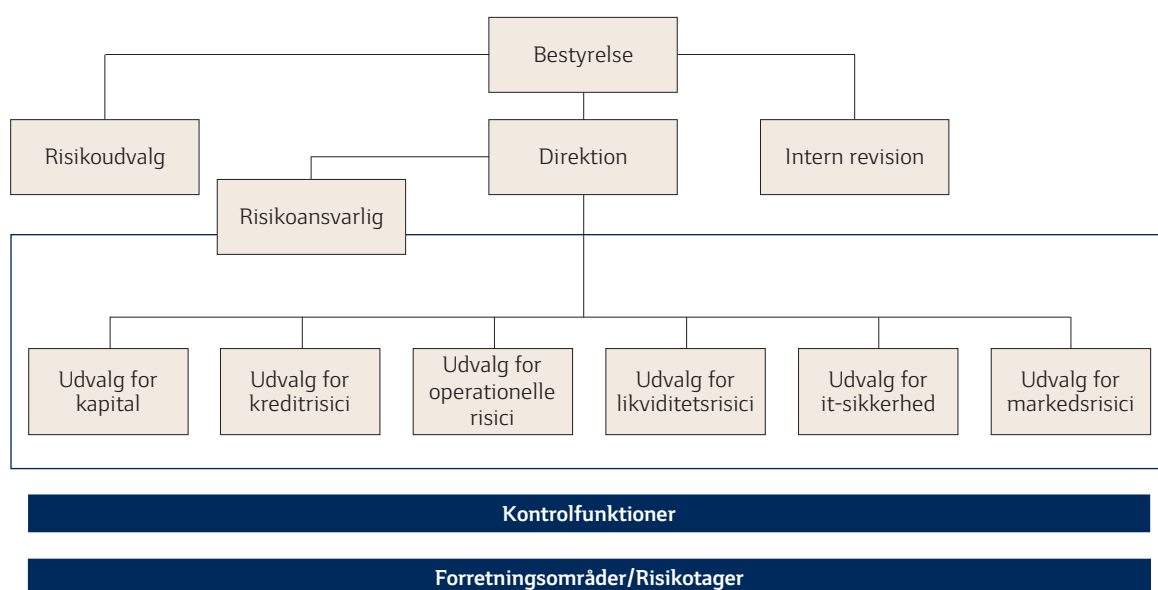 Bestyrelse
Risikoudvalg
Direktion
Intern revision
Risikoansvarlig
Udvalg for
kapital
Udvalg for
kreditrisici
Udvalg for
operationelle
risici
Udvalg for
likviditetsrisici
Udvalg for
it-sikkerhed
Udvalg for
markedsrisici
Kontrolfunktioner
Forretningsområder/Risikotager